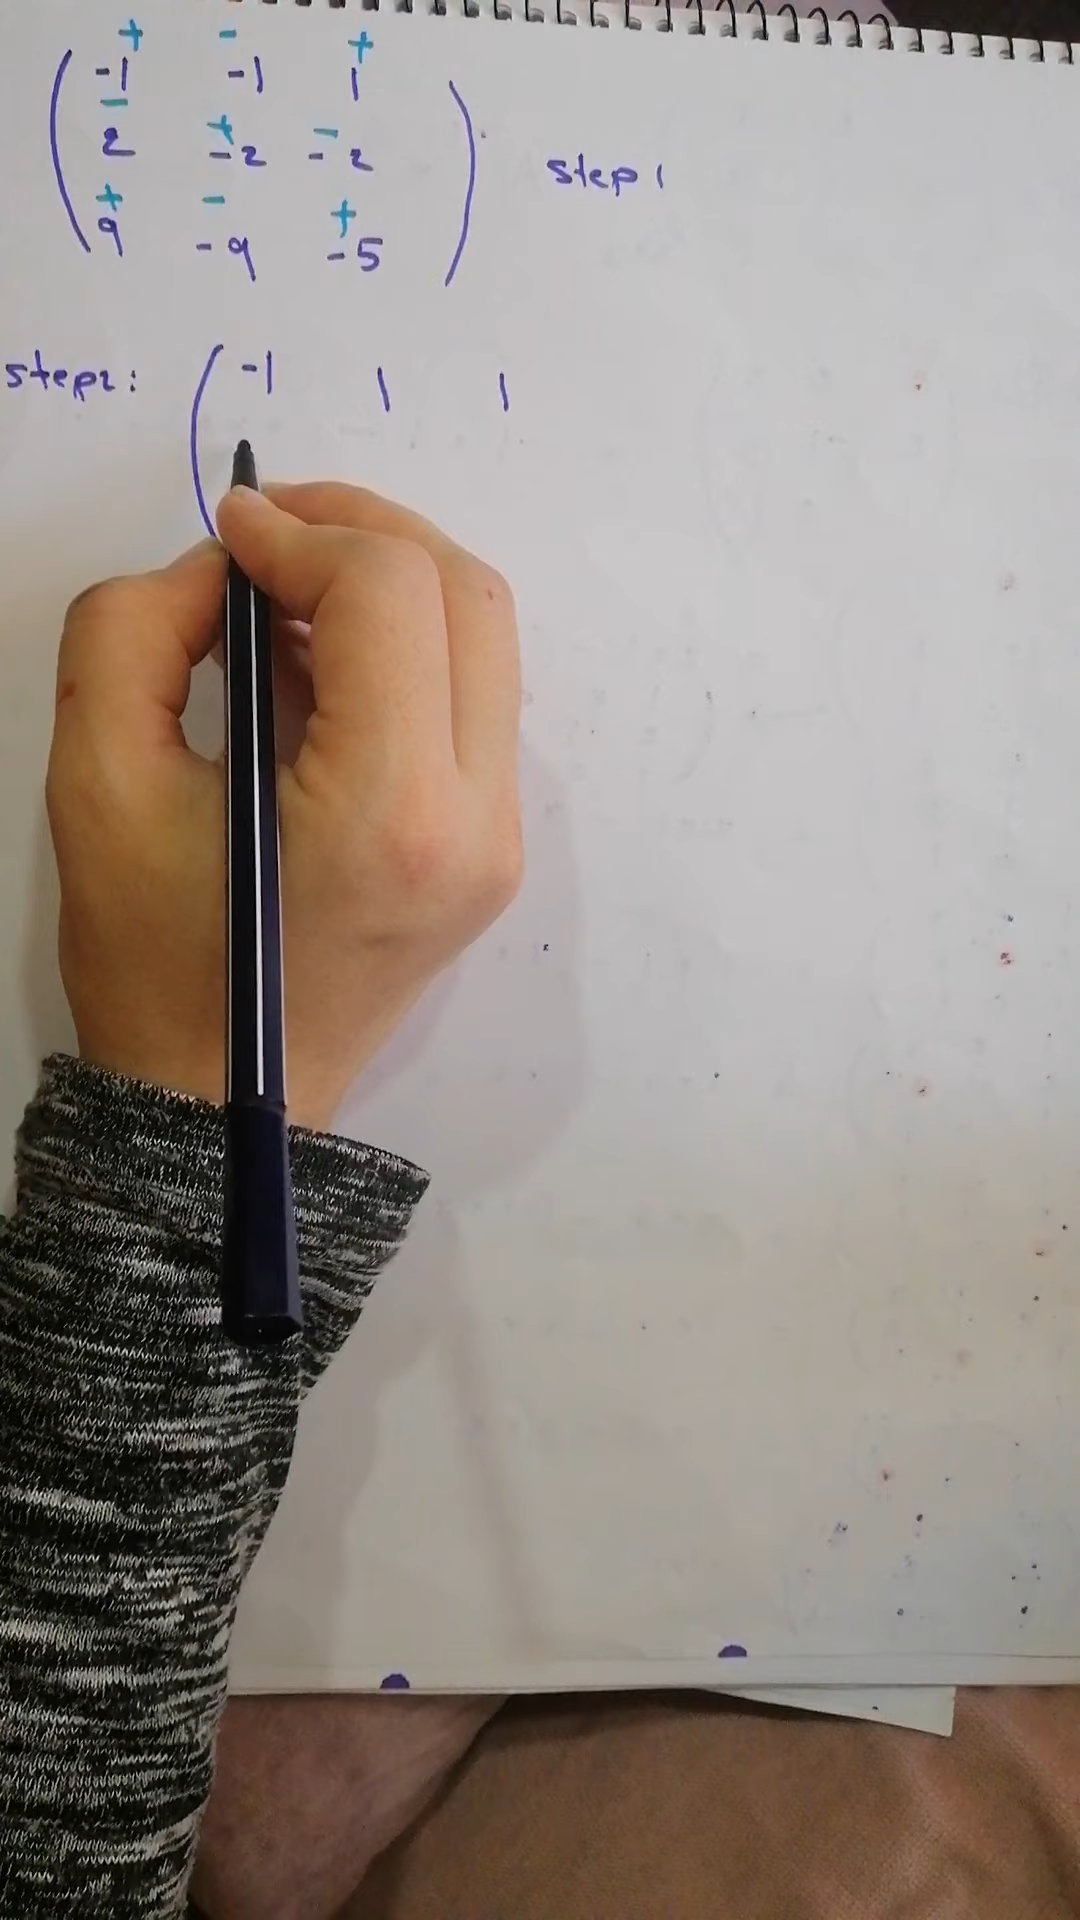 + - +
-1 -1 1
- + -
2 -2 -2 step 1
+ - +
9 -9 -5
step2: -1 1 1